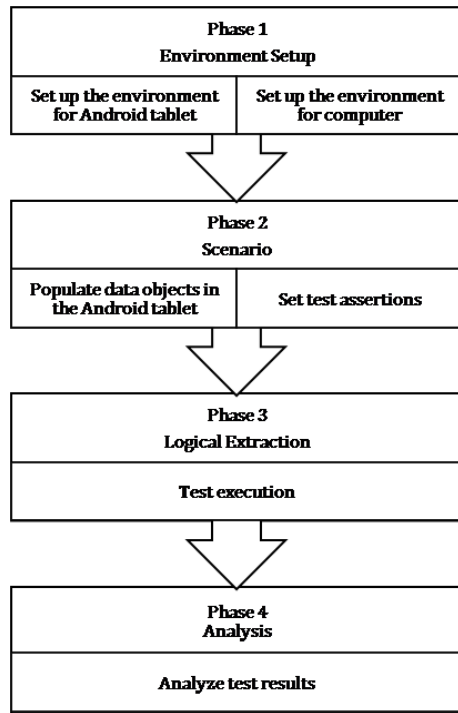 Phase 1
Environment Setup
Set up the environment
for Android tablet
Set up the environment
for computer
Phase 2
Scenario
Populate data objects in
the Android tablet
Set test assertions
Phase 3
Logical Extraction
Test execution
Phase 4
Analysis
Analyze test results